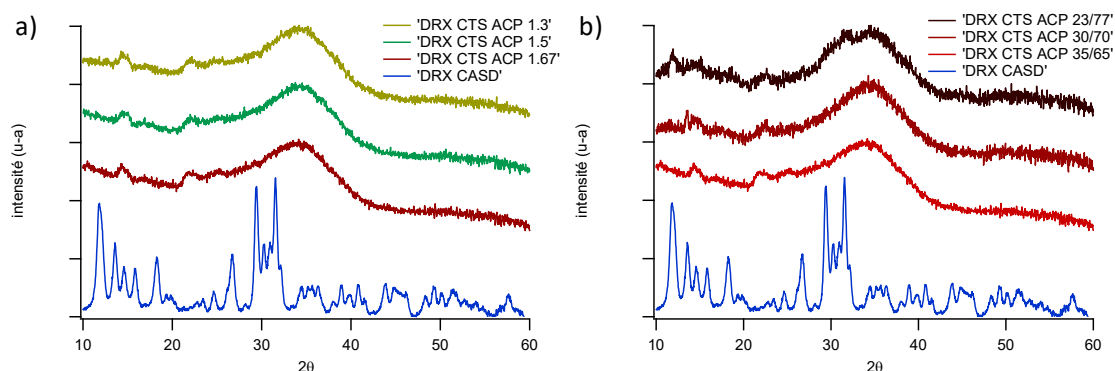 a)
'DRX CTS ACP 1.3'
'DRX CTS ACP 1.5'
'DRX CTS ACP 1.67'
'DRX CASD'
intensité (u-a)
10 20 30 40 50 60
2θ
b)
'DRX CTS ACP 23/77'
'DRX CTS ACP 30/70'
'DRX CTS ACP 35/65'
'DRX CASD'
intensité (u-a)
10 20 30 40 50 60
2θ